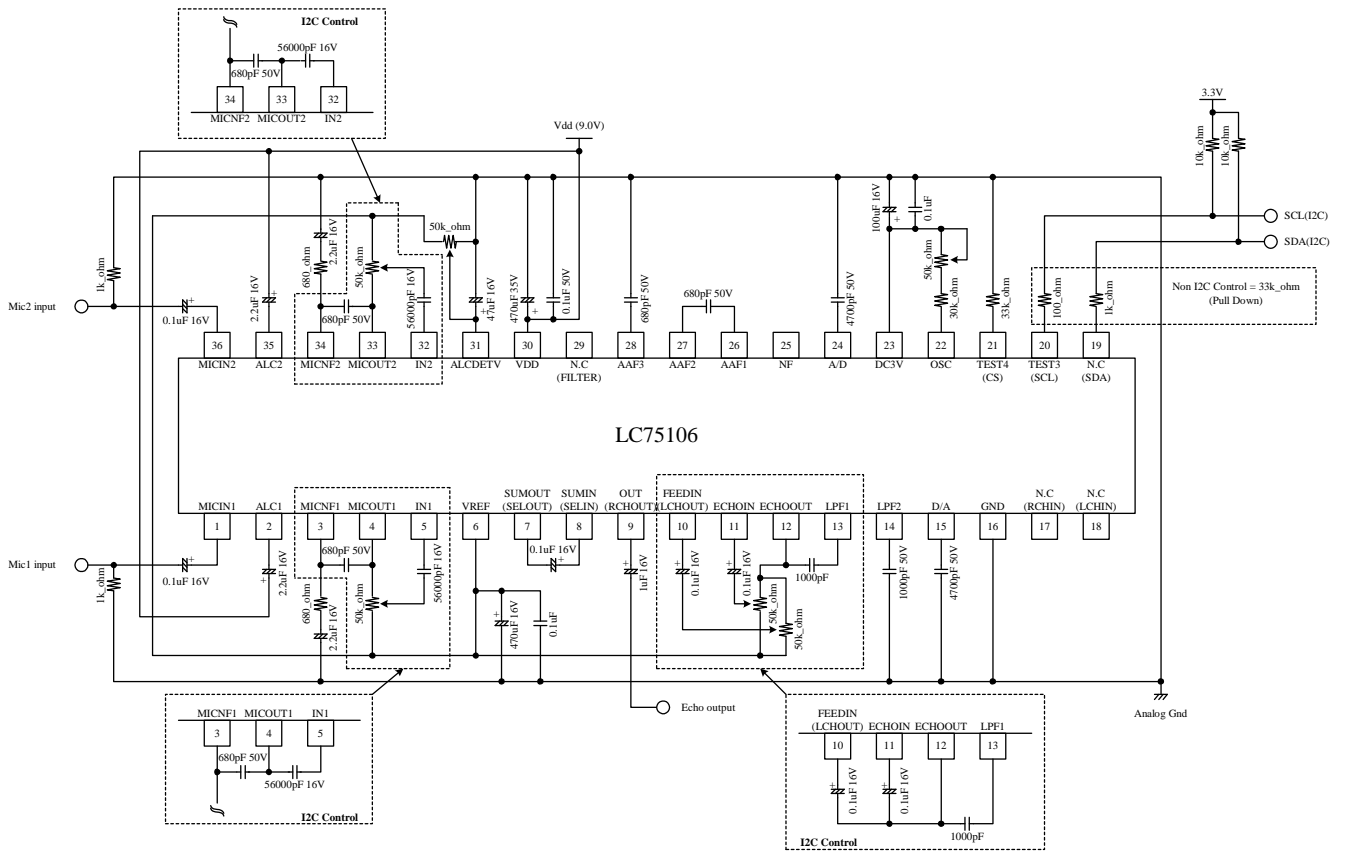 I2C Control
56000pF 16V
680pF 50V
34
33
32
MICNF2
MICOUT2
IN2
Vdd (9.0V)
3.3V
10k_ohm
10k_ohm
SCL(I2C)
SDA(I2C)
Non I2C Control = 33k_ohm
(Pull Down)
100_ohm
1k_ohm
Mic2 input
1k_ohm
0.1uF 16V
+
2.2uF 16V
+
680_ohm
2.2uF 16V
50k_ohm
680pF 50V
56000pF 16V
50k_ohm
47uF 16V
+
470uF 35V
+
0.1uF 50V
680pF 50V
680pF 50V
4700pF 50V
100uF 16V
+
0.1uF
50k_ohm
30k_ohm
33k_ohm
36
35
34
33
32
31
30
29
28
27
26
25
24
23
22
21
20
19
MICIN2
ALC2
MICNF2
MICOUT2
IN2
ALCDETV
VDD
N.C
(FILTER)
AAF3
AAF2
AAF1
NF
A/D
DC3V
OSC
TEST4
(CS)
TEST3
(SCL)
N.C
(SDA)
LC75106
MICIN1
ALC1
MICNF1
MICOUT1
IN1
VREF
SUMOUT
(SELOUT)
SUMIN
(SELIN)
OUT
(RCHOUT)
FEEDIN
(LCHOUT)
ECHOIN
ECHOOUT
LPF1
LPF2
D/A
GND
N.C
(RCHIN)
N.C
(LCHIN)
1
2
3
4
5
6
7
8
9
10
11
12
13
14
15
16
17
18
Mic1 input
1k_ohm
0.1uF 16V
+
2.2uF 16V
+
680pF 50V
680_ohm
2.2uF 16V
50k_ohm
56000pF 16V
470uF 16V
+
0.1uF
0.1uF 16V
+
1uF 16V
+
0.1uF 16V
+
0.1uF 16V
+
50k_ohm
50k_ohm
1000pF
1000pF 50V
4700pF 50V
Echo output
Analog Gnd
MICNF1
MICOUT1
IN1
3
4
5
680pF 50V
56000pF 16V
I2C Control
FEEDIN
(LCHOUT)
ECHOIN
ECHOOUT
LPF1
10
11
12
13
0.1uF 16V
+
0.1uF 16V
+
1000pF
I2C Control